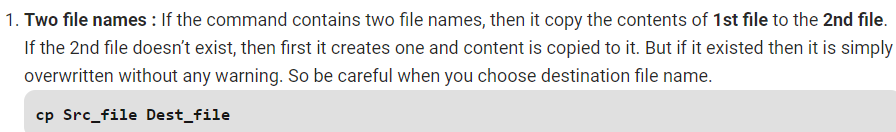 1. Two file names : If the command contains two file names, then it copy the contents of 1st file to the 2nd file.
If the 2nd file doesn't exist, then first it creates one and content is copied to it. But if it existed then it is simply
overwritten without any warning. So be careful when you choose destination file name.
cp Src_file Dest_file